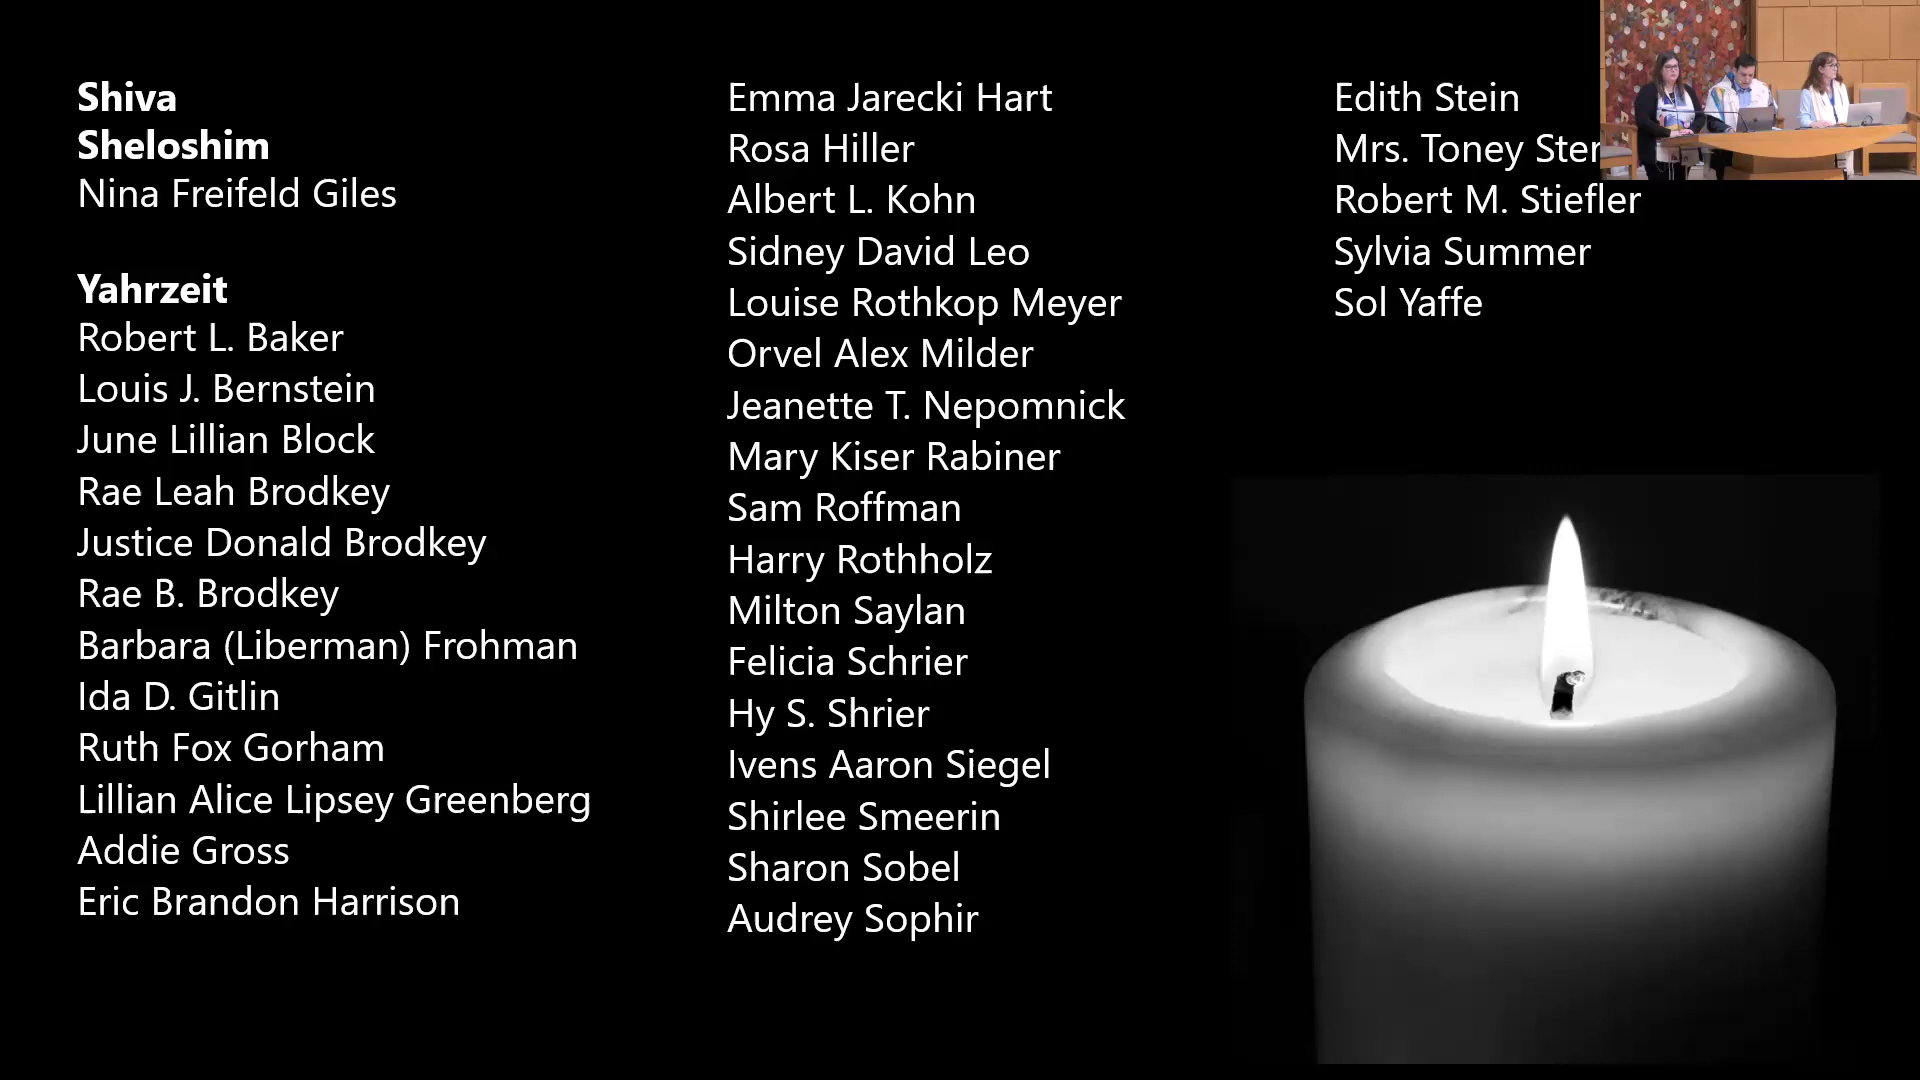 Shiva
Sheloshim
Nina Freifeld Giles
Yahrzeit
Robert L. Baker
Louis J. Bernstein
June Lillian Block
Rae Leah Brodkey
Justice Donald Brodkey
Rae B. Brodkey
Barbara (Liberman) Frohman
Ida D. Gitlin
Ruth Fox Gorham
Lillian Alice Lipsey Greenberg
Addie Gross
Eric Brandon Harrison
Emma Jarecki Hart
Rosa Hiller
Albert L. Kohn
Sidney David Leo
Louise Rothkop Meyer
Orvel Alex Milder
Jeanette T. Nepomnick
Mary Kiser Rabiner
Sam Roffman
Harry Rothholz
Milton Saylan
Felicia Schrier
Hy S. Shrier
Ivens Aaron Siegel
Shirlee Smeerin
Sharon Sobel
Audrey Sophir
Edith Stein
Mrs. Toney
Robert M. Stiefler
Sylvia Summer
Sol Yaffe